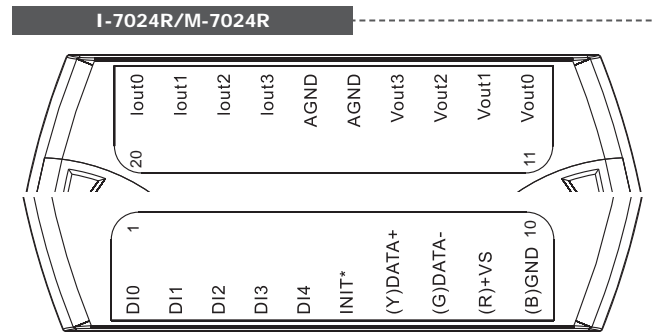 I-7024R/M-7024R
Iout0 Iout1 Iout2 Iout3 AGND AGND Vout3 Vout2 Vout1 Vout0
20 11
1 10
DI0 DI1 DI2 DI3 DI4 INIT* (Y)DATA+ (G)DATA- (R)+VS (B)GND